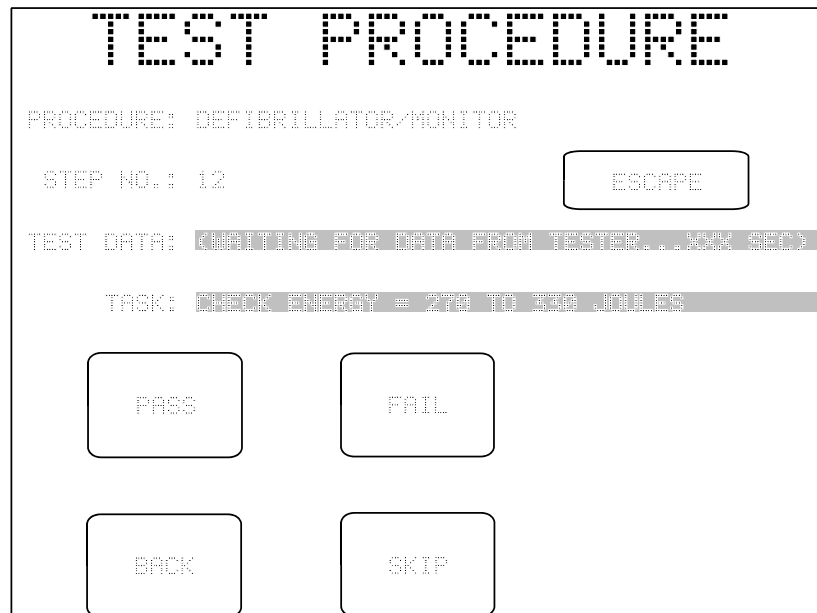 TEST PROCEDURE
PROCEDURE: DEFIBRILLATOR/MONITOR
STEP NO.: 12
ESCAPE
TEST DATA: (WAITING FOR DATA FROM TESTER...XXX SEC)
TASK: CHECK ENERGY = 270 TO 330 JOULES
PASS FAIL
BACK SKIP